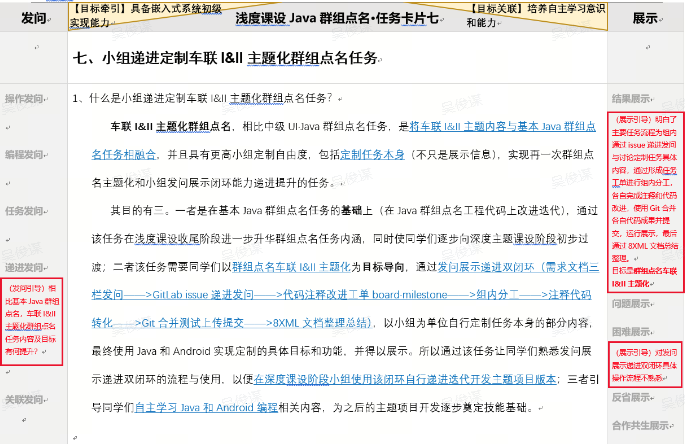 发问
【目标牵引】具备嵌入式系统初级
实现能力
浅度课设 Java 群组点名•任务卡片七
【目标关联】培养自主学习意识
和能力
展示
七、小组递进定制车联 I&II 主题化群组点名任务
操作发问
编程发问
任务发问
递进发问
（发问引导）相
比基本 Java 群组
点名，车联 I&II
主题化群组点名
任务内容及目标
有何提升？
关联发问
1、什么是小组递进定制车联 I&II 主题化群组点名任务？
车联 I&II 主题化群组点名，相比中级 UI-Java 群组点名任务，是将车联 I&II 主题内容与基本 Java 群组点
名任务相融合，并且具有更高小组定制自由度，包括定制任务本身（不只是展示信息），实现再一次群组点
名主题化和小组发问展示闭环能力递进提升的任务。
其目的有三。一者是在基本 Java 群组点名任务的基础上（在 Java 群组点名工程代码上改进迭代），通过
该任务在浅度课设收尾阶段进一步升华群组点名任务内涵，同时使同学们逐步向深度主题课设阶段初步过
渡；二者该任务需要同学们以群组点名车联 I&II 主题化为目标导向，通过发问展示递进双闭环（需求文档三
栏发问——>GitLab issue 递进发问——>代码注释改进工单 board-milestone——>组内分工——>注释代码
转化——>Git 合并测试上传提交——>8XML 文档整理总结），以小组为单位自行定制任务本身的部分内容，
最终使用 Java 和 Android 实现定制的具体目标和功能，并得以展示。所以通过该任务让同学们熟悉发问展
示递进双闭环的流程与使用，以便在深度课设阶段小组使用该闭环自行递进迭代开发主题项目版本；三者引
导同学们自主学习 Java 和 Android 编程相关内容，为之后的主题项目开发逐步奠定技能基础。
结果展示
（展示引导）明白了
主要任务流程为组内
通过 issue 递进发问
与讨论定制任务具体
内容，通过形成任务
工单进行组内分工，
各自完成注释和代码
改进，使用 Git 合并
各自代码成果并提
交，运行展示，最后
通过 8XML 文档总结
整理。
目标是群组点名车联
I&II 主题化
问题展示
困难展示
（展示引导）对发问
展示递进双闭环具体
操作流程不熟悉
反省展示
合作共生展示